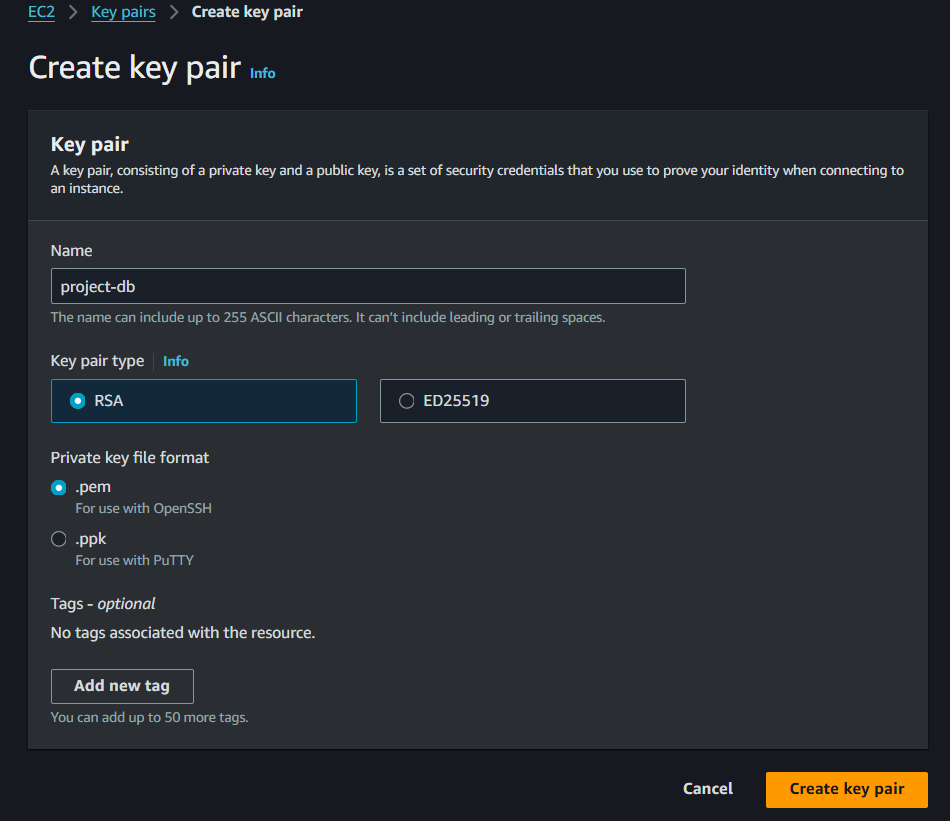 EC2 > Key pairs > Create key pair
Create key pair Info
Key pair
A key pair, consisting of a private key and a public key, is a set of security credentials that you use to prove your identity when connecting to
an instance.
Name
project-db
The name can include up to 255 ASCII characters. It can't include leading or trailing spaces.
Key pair type | Info
RSA
ED25519
Private key file format
.pem
For use with OpenSSH
.ppk
For use with PuTTY
Tags - optional
No tags associated with the resource.
Add new tag
You can add up to 50 more tags.
Cancel
Create key pair